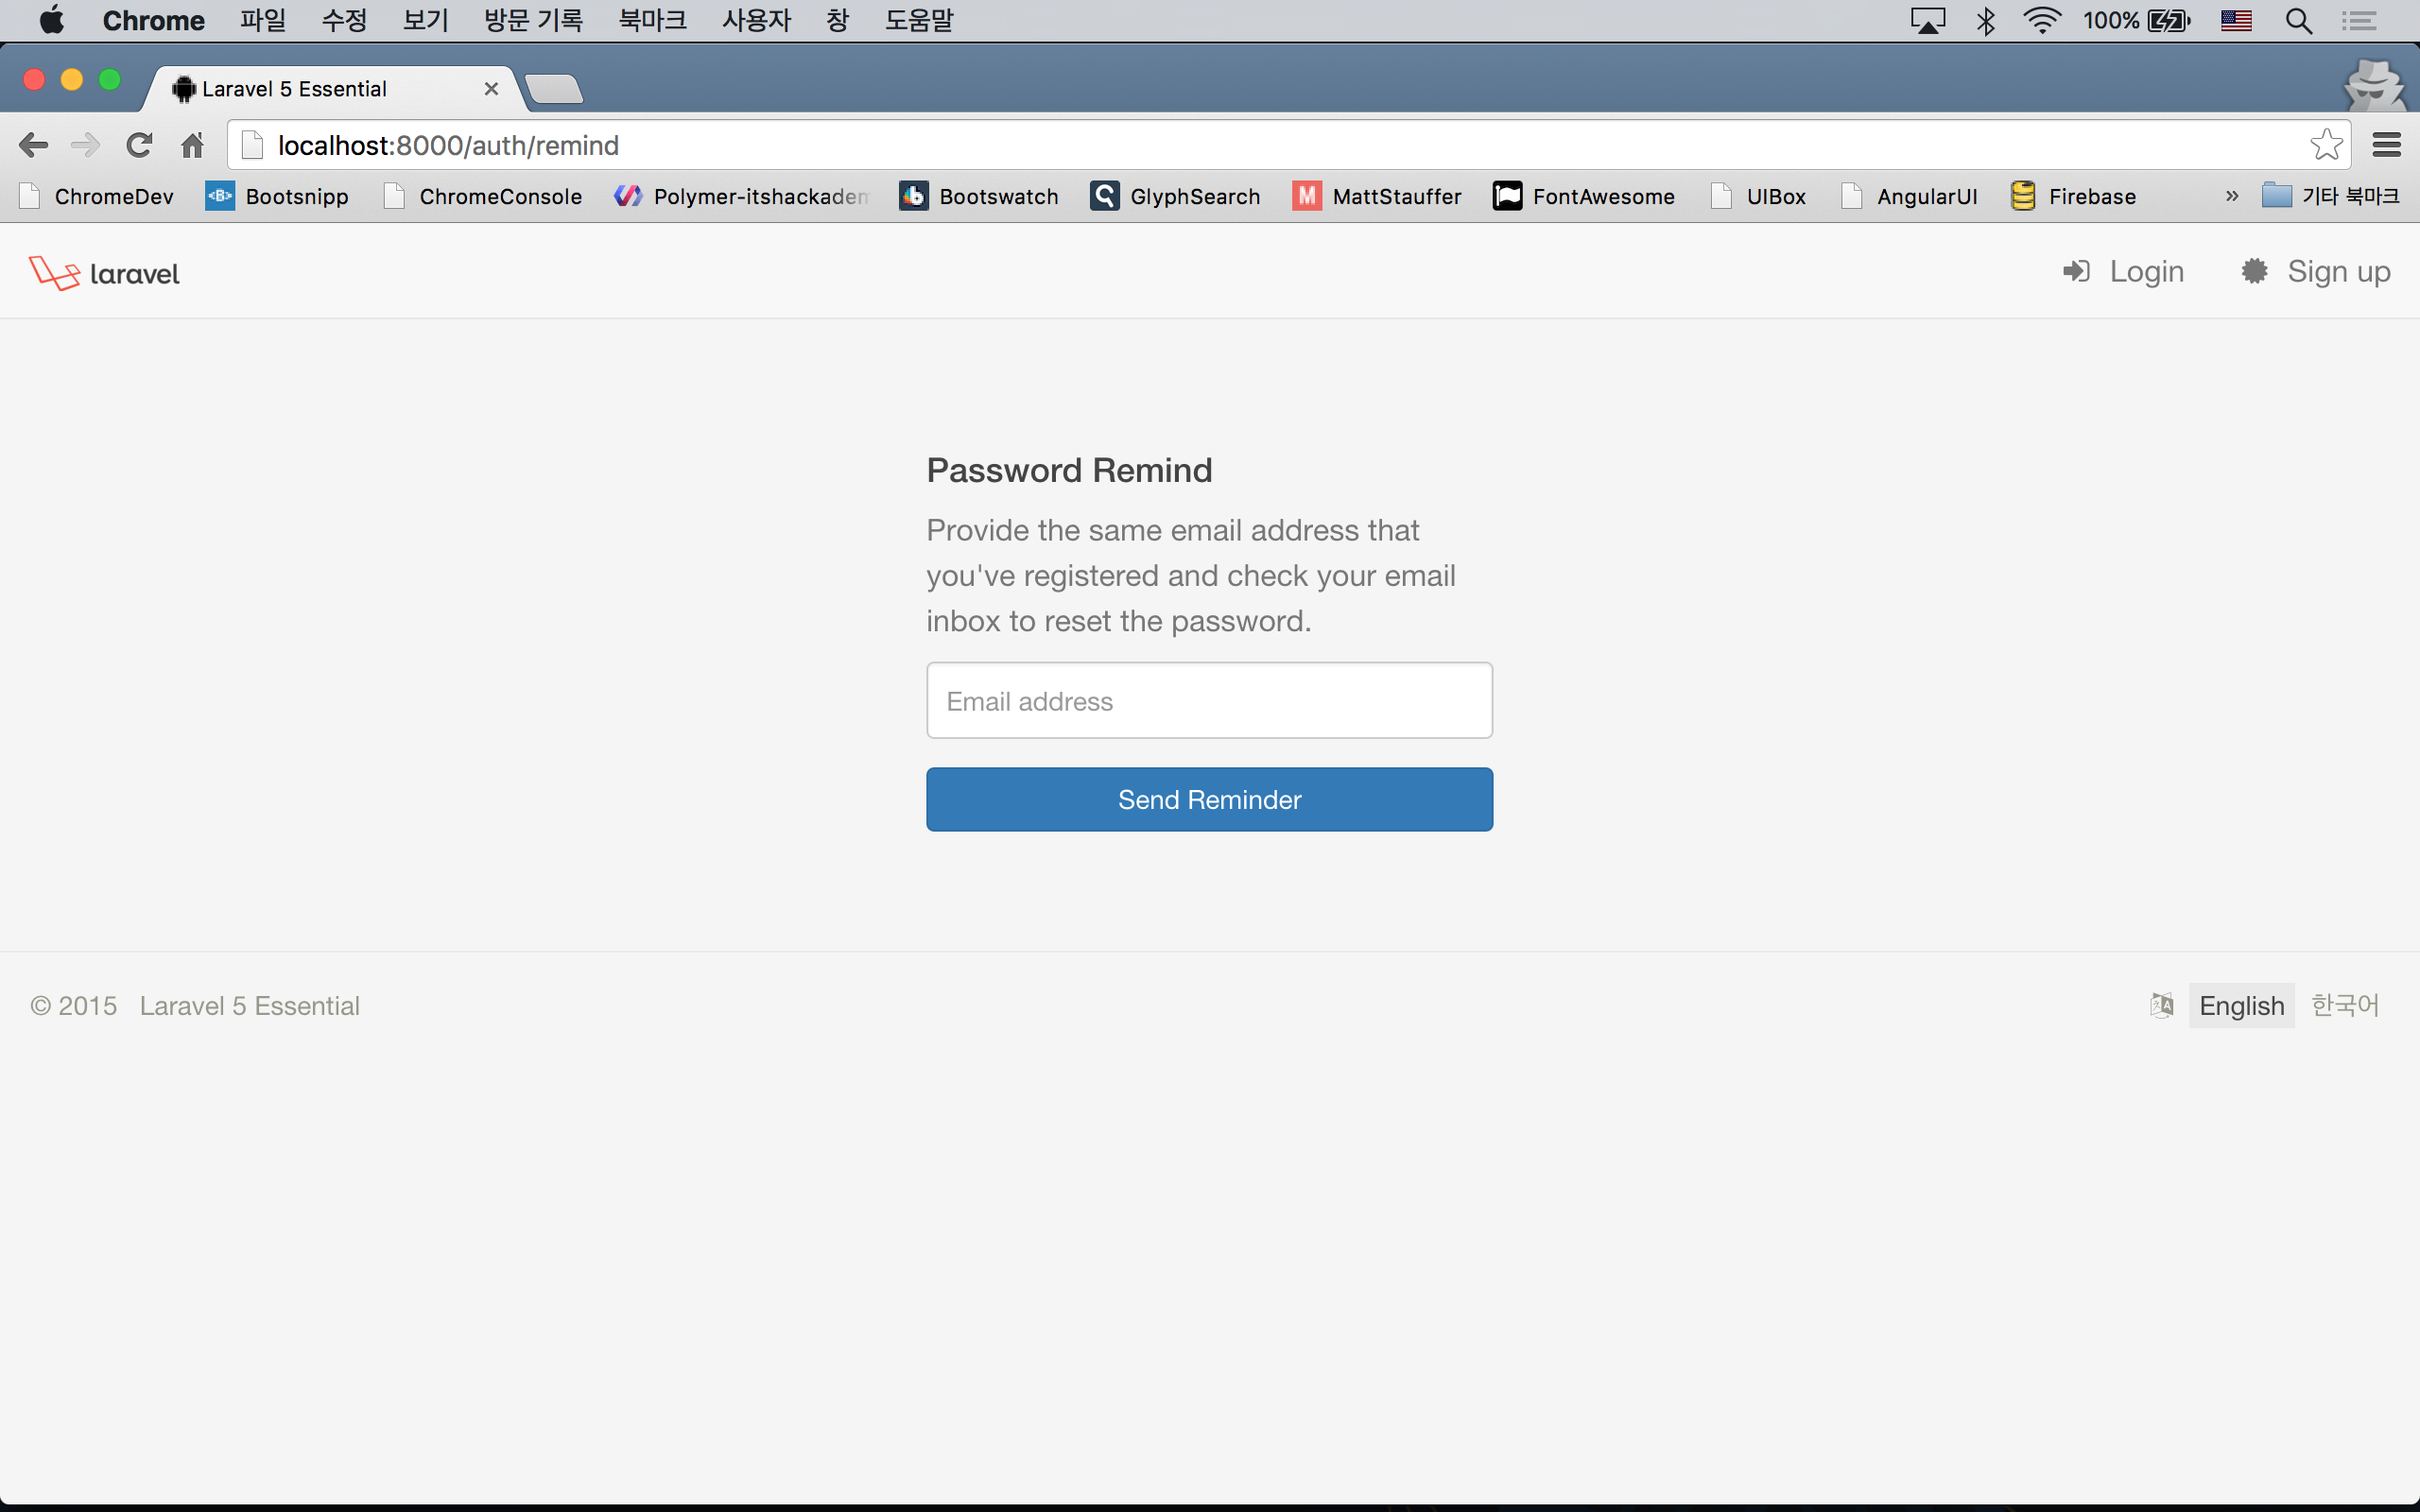 Chrome 파일 수정 보기 방문 기록 북마크 사용자 창 도움말 100%
Laravel 5 Essential
localhost:8000/auth/remind
ChromeDev Bootsnipp ChromeConsole Polymer-itshackadem Bootswatch GlyphSearch MattStauffer FontAwesome UIBox AngularUI Firebase » 기타 북마크
laravel Login Sign up
Password Remind
Provide the same email address that
you've registered and check your email
inbox to reset the password.
Email address
Send Reminder
© 2015 Laravel 5 Essential English 한국어